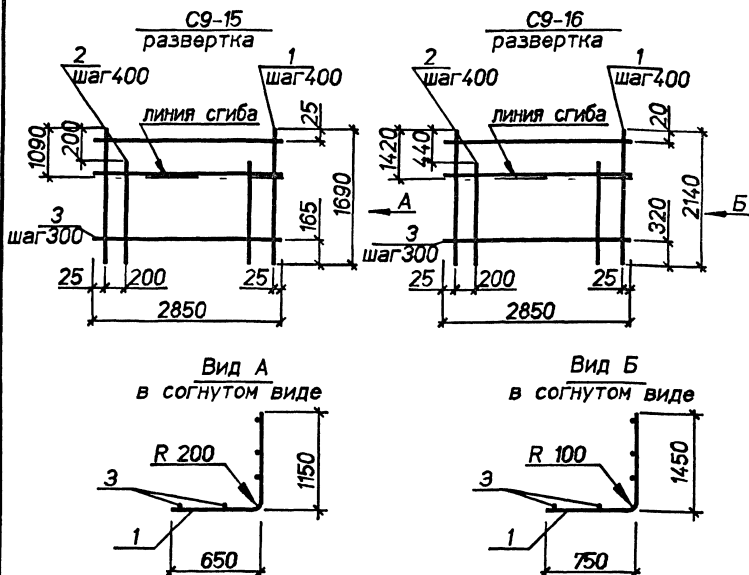 С9-15
развертка
2
шаг400
1
шаг400
линия сгиба
25
1090
200
1690
165
А
3
шаг300
25
200
25
2850
С9-16
развертка
2
шаг400
1
шаг400
линия сгиба
20
1420
440
2140
320
Б
3
шаг300
25
200
25
2850
Вид А
в согнутом виде
R 200
1150
3
1
650
Вид Б
в согнутом виде
R 100
1450
3
1
750